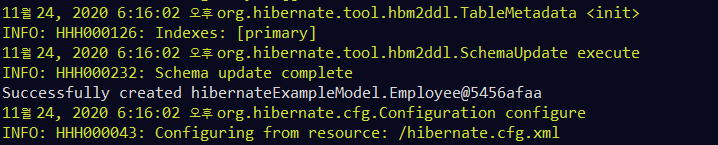 11월 24, 2020 6:16:02 오후 org.hibernate.tool.hbm2ddl.TableMetadata <init>
INFO: HHH000126: Indexes: [primary]
11월 24, 2020 6:16:02 오후 org.hibernate.tool.hbm2ddl.SchemaUpdate execute
INFO: HHH000232: Schema update complete
Successfully created hibernateExampleModel.Employee@5456afaa
11월 24, 2020 6:16:02 오후 org.hibernate.cfg.Configuration configure
INFO: HHH000043: Configuring from resource: /hibernate.cfg.xml